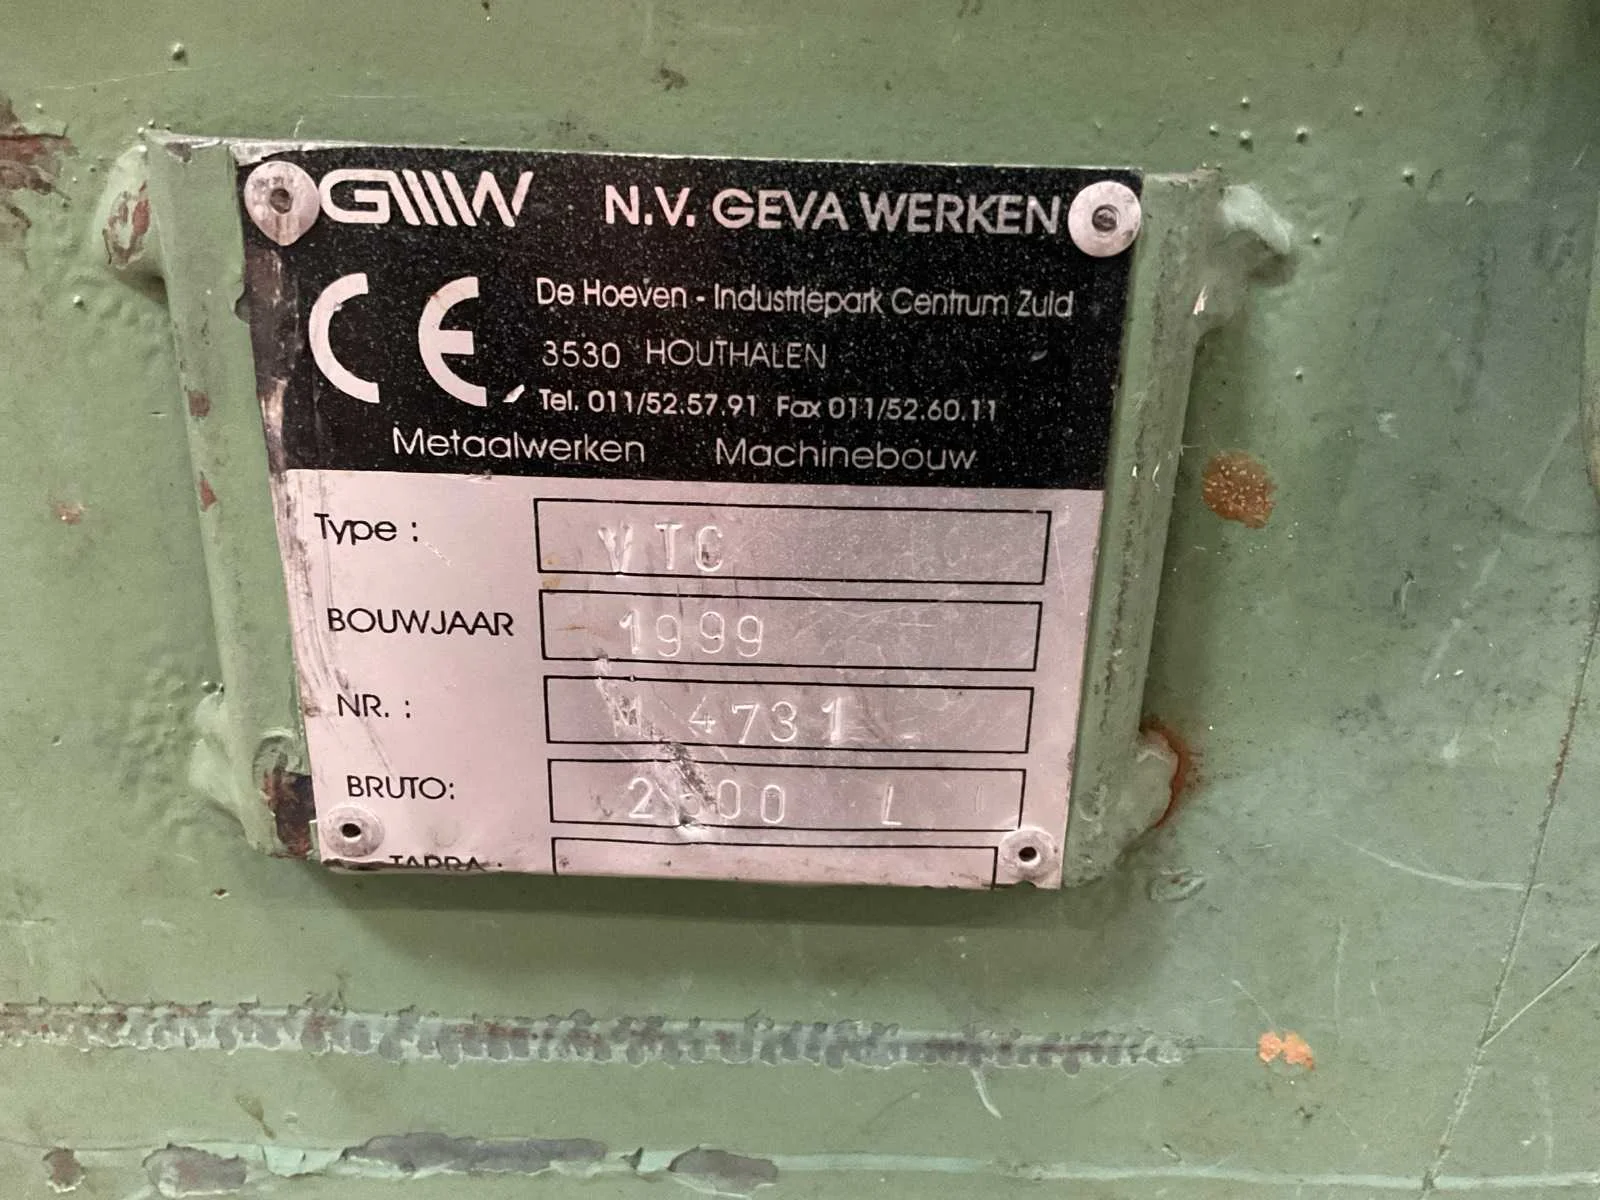 GW N.V. GEVA WERKEN
CE
De Hoeven - Industriepark Centrum Zuid
3530 HOUTHALEN
Tel. 011/52.57.91 Fax 011/52.60.11
Metaalwerken Machinebouw
Type : VTC
BOUWJAAR 1999
NR. : M 4731
BRUTO: L
TARRA :